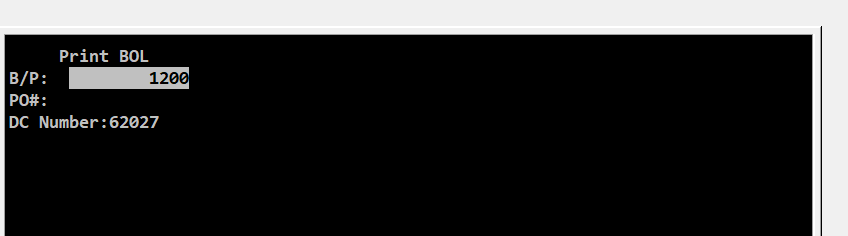 Print BOL
B/P: 1200
PO#:
DC Number:62027